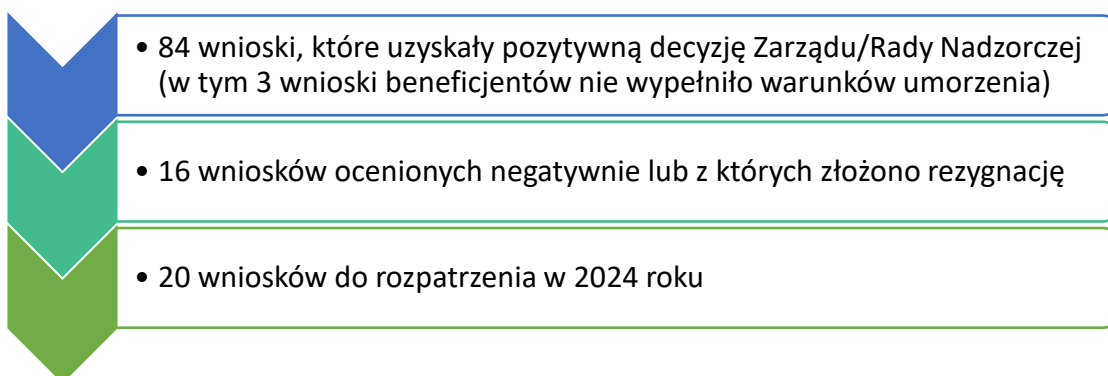 • 84 wnioski, które uzyskały pozytywną decyzję Zarządu/Rady Nadzorczej
(w tym 3 wnioski beneficjentów nie wypełniło warunków umorzenia)
• 16 wniosków ocenionych negatywnie lub z których złożono rezygnację
• 20 wniosków do rozpatrzenia w 2024 roku